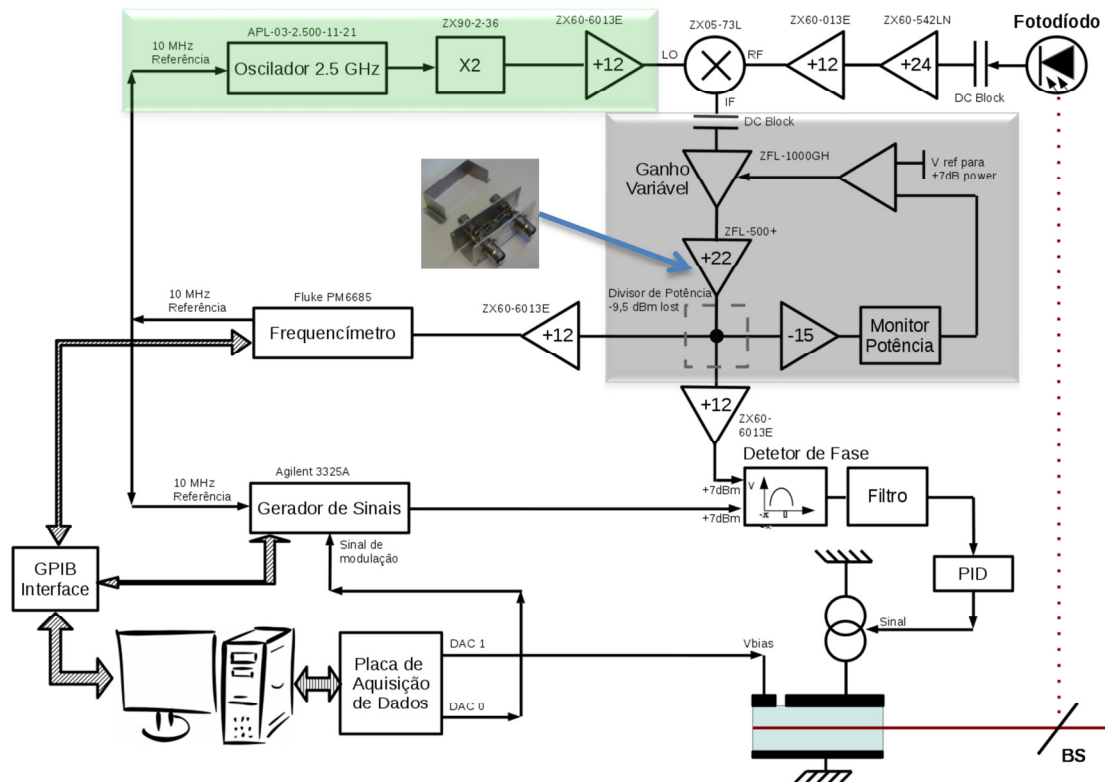 APL-03-2.500-11-21
ZX90-2-36
ZX60-6013E
ZX05-73L
ZX60-013E
ZX60-542LN
Fotodíodo
10 MHz
Referência
Oscilador 2.5 GHz
X2
+12
LO
RF
+12
+24
DC Block
IF
DC Block
Ganho
Variável
ZFL-1000GH
V ref para
+7dB power
ZFL-500+
+22
Divisor de Potência
-9,5 dBm lost
10 MHz
Referência
Fluke PM6685
Frequencímetro
ZX60-6013E
+12
-15
Monitor
Potência
+12
ZX60-
6013E
Detetor de Fase
+7dBm
+7dBm
V
Filtro
10 MHz
Referência
Agilent 3325A
Gerador de Sinais
Sinal de
modulação
GPIB
Interface
PID
Sinal
Placa de
Aquisição
de Dados
DAC 1
DAC 0
Vbias
BS